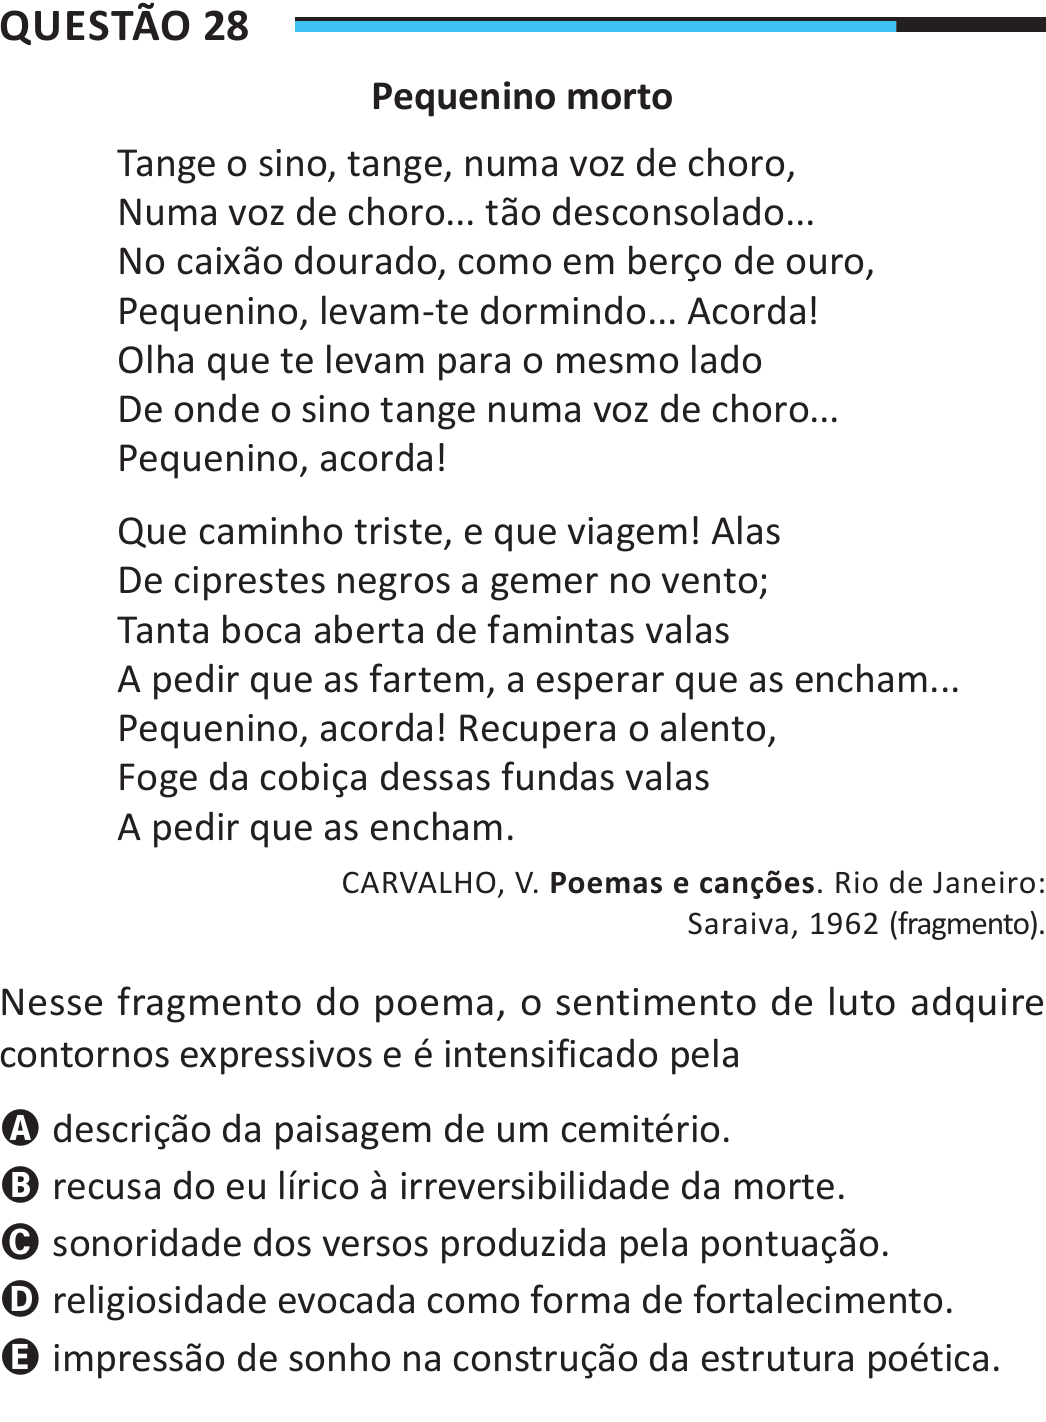 QUESTÃO 28
Pequenino morto
Tange o sino, tange, numa voz de choro,
Numa voz de choro... tão desconsolado...
No caixão dourado, como em berço de ouro,
Pequenino, levam-te dormindo... Acorda!
Olha que te levam para o mesmo lado
De onde o sino tange numa voz de choro...
Pequenino, acorda!
Que caminho triste, e que viagem! Alas
De ciprestes negros a gemer no vento;
Tanta boca aberta de famintas valas
A pedir que as fartem, a esperar que as encham...
Pequenino, acorda! Recupera o alento,
Foge da cobiça dessas fundas valas
A pedir que as encham.
CARVALHO, V. Poemas e canções. Rio de Janeiro:
Saraiva, 1962 (fragmento).
Nesse fragmento do poema, o sentimento de luto adquire
contornos expressivos e é intensificado pela
A descrição da paisagem de um cemitério.
B recusa do eu lírico à irreversibilidade da morte.
C sonoridade dos versos produzida pela pontuação.
D religiosidade evocada como forma de fortalecimento.
E impressão de sonho na construção da estrutura poética.